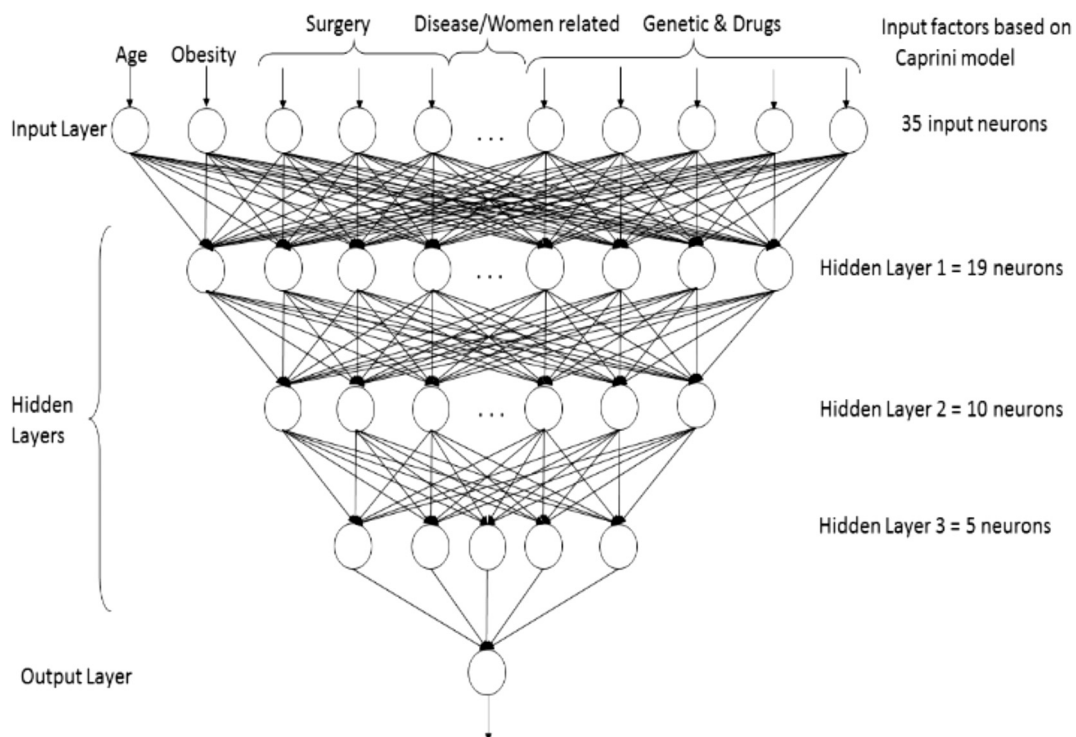 Surgery
Disease/Women related
Genetic & Drugs
Input factors based on
Caprini model
Age
Obesity
Input Layer
...
35 input neurons
...
Hidden Layer 1 = 19 neurons
Hidden
Layers
...
Hidden Layer 2 = 10 neurons
Hidden Layer 3 = 5 neurons
Output Layer